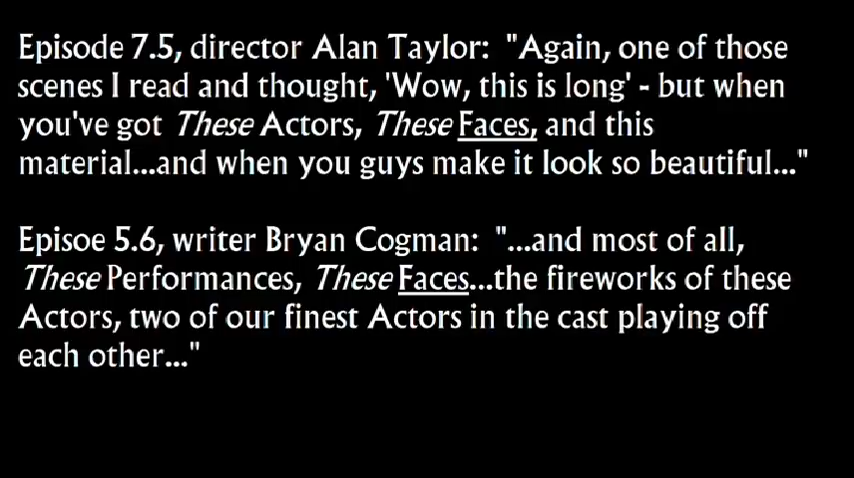 Episode 7.5, director Alan Taylor:  "Again, one of those
scenes I read and thought, 'Wow, this is long' - but when
you've got These Actors, These Faces, and this
material...and when you guys make it look so beautiful..."
Episoe 5.6, writer Bryan Cogman:  "...and most of all,
These Performances, These Faces...the fireworks of these
Actors, two of our finest Actors in the cast playing off
each other..."